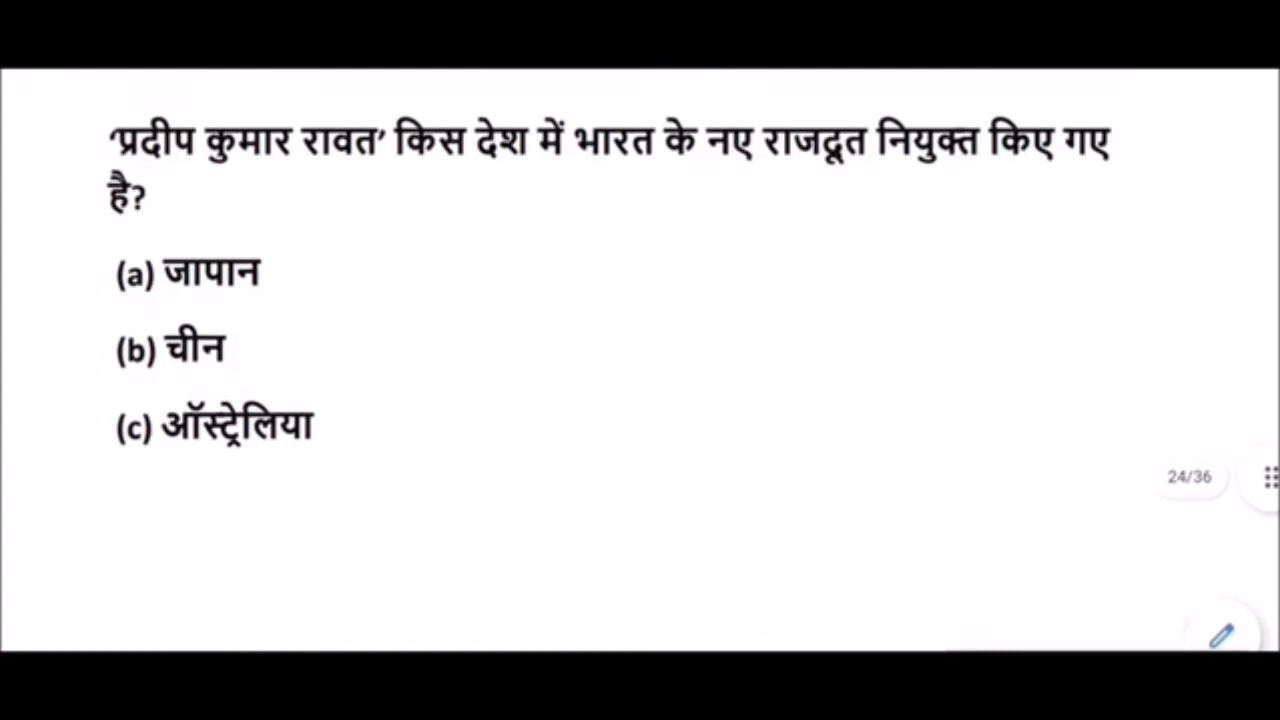 ‘प्रदीप कुमार रावत’ किस देश में भारत के नए राजदूत नियुक्त किए गए
है?
(a) जापान
(b) चीन
(c) ऑस्ट्रेलिया
24/36